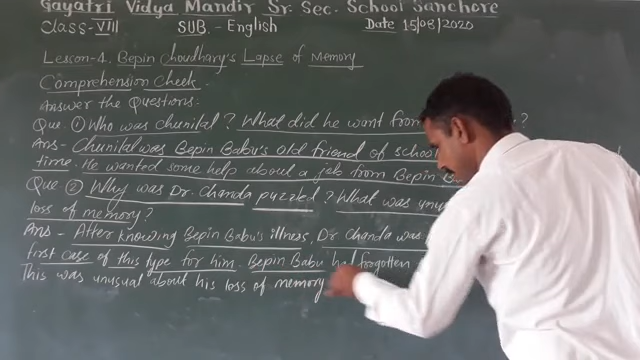 Gayatri Vidya Mandir Sr. Sec. School Sanchore
Class-VIII SUB.- English Date 15/08/2020
Lesson-4. Bepin Choudhary's Lapse of Memory
Comprehension Check
Answer the Questions:
Que. ① Who was Chunilal? What did he want from ?
Ans- Chunilal was Bepin Babu's old friend of school
time. He wanted some help about a job from Bepin
Que ② Why was Dr. Chanda puzzled? What was
loss of memory?
Ans- After knowing Bepin Babu's illness, Dr Chanda was
first case of this type for him. Bepin Babu had forgotten
This was unusual about his loss of memory